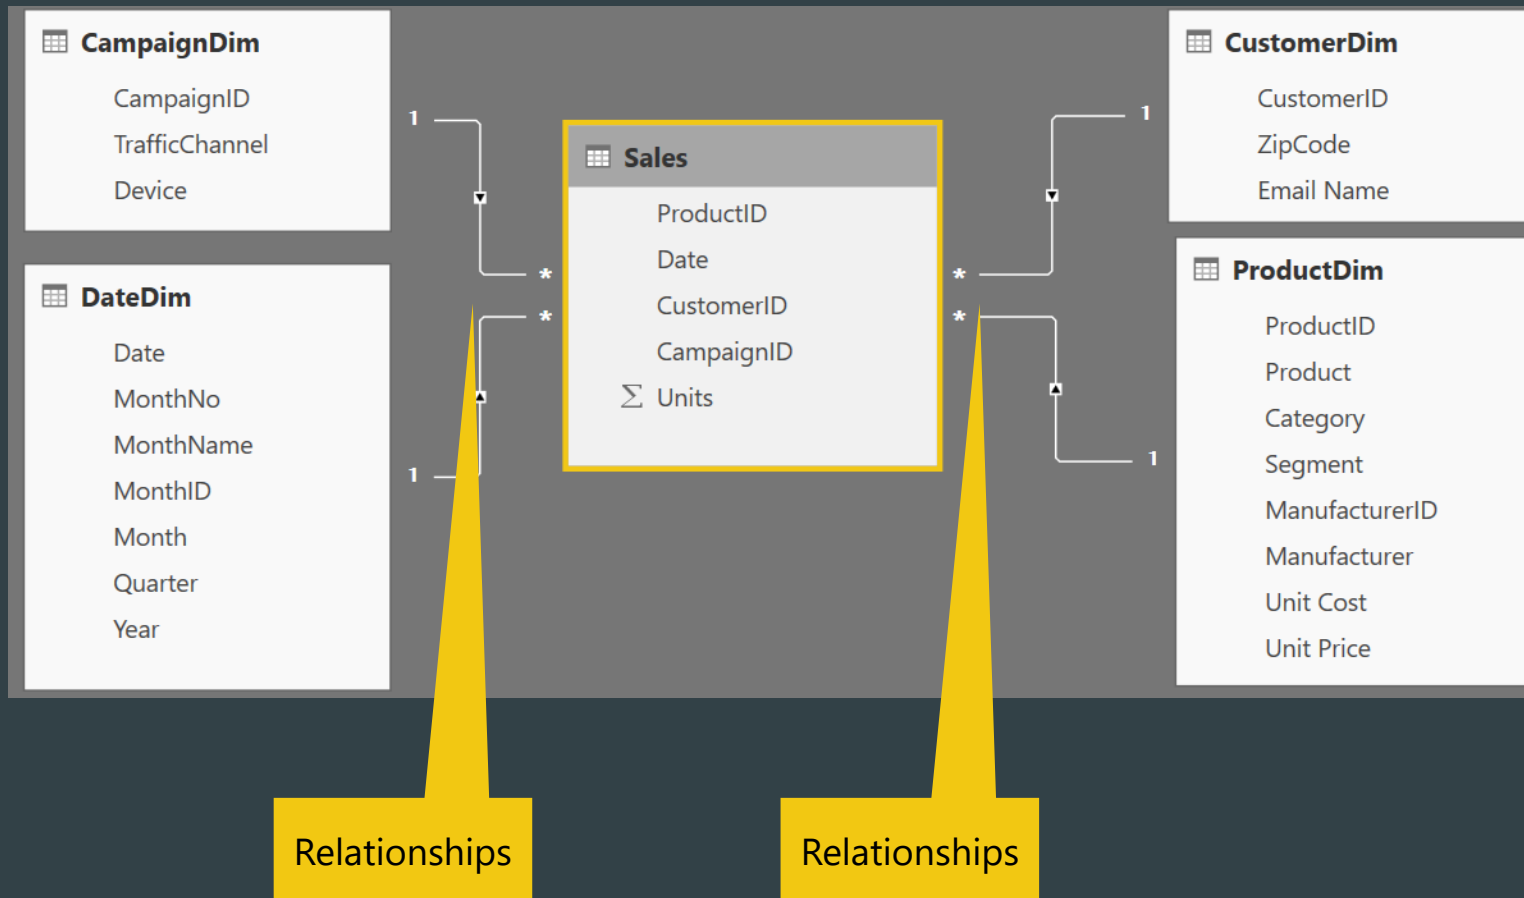 CampaignDim
CampaignID
TrafficChannel
Device
DateDim
Date
MonthNo
MonthName
MonthID
Month
Quarter
Year
1
*
*
1
Sales
ProductID
Date
CustomerID
CampaignID
Σ Units
*
1
*
1
CustomerDim
CustomerID
ZipCode
Email Name
ProductDim
ProductID
Product
Category
Segment
ManufacturerID
Manufacturer
Unit Cost
Unit Price
Relationships
Relationships